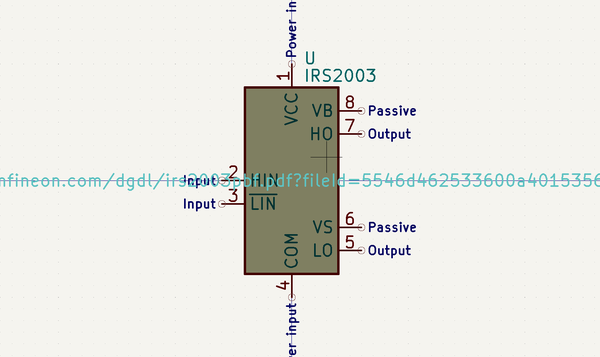 Power in
U
IRS2003
1
VCC
VB 8 Passive
HO 7 Output
Input 2 HIN
nfineon.com/dgdl/irs2003pbf.pdf?fileId=5546d462533600a4015356
Input 3 LIN
VS 6 Passive
LO 5 Output
COM
4
er input